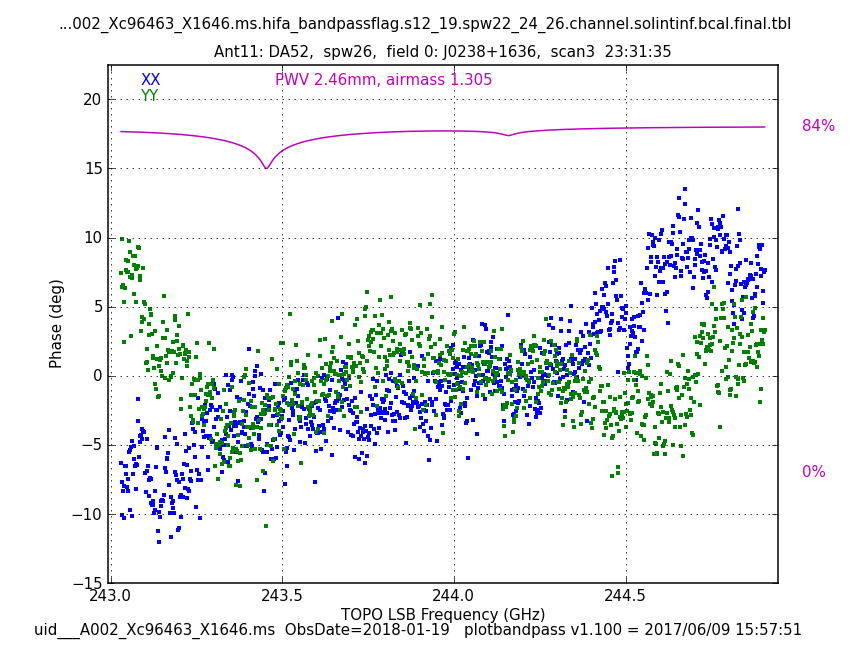 ...002_Xc96463_X1646.ms.hifa_bandpassflag.s12_19.spw22_24_26.channel.solintinf.bcal.final.tbl
Ant11: DA52, spw26, field 0: J0238+1636, scan3 23:31:35
XX
PWV 2.46mm, airmass 1.305
YY
20
84%
15
10
5
Phase (deg)
0
−5
0%
−10
−15
243.0 243.5 244.0 244.5
TOPO LSB Frequency (GHz)
uid___A002_Xc96463_X1646.ms ObsDate=2018-01-19 plotbandpass v1.100 = 2017/06/09 15:57:51